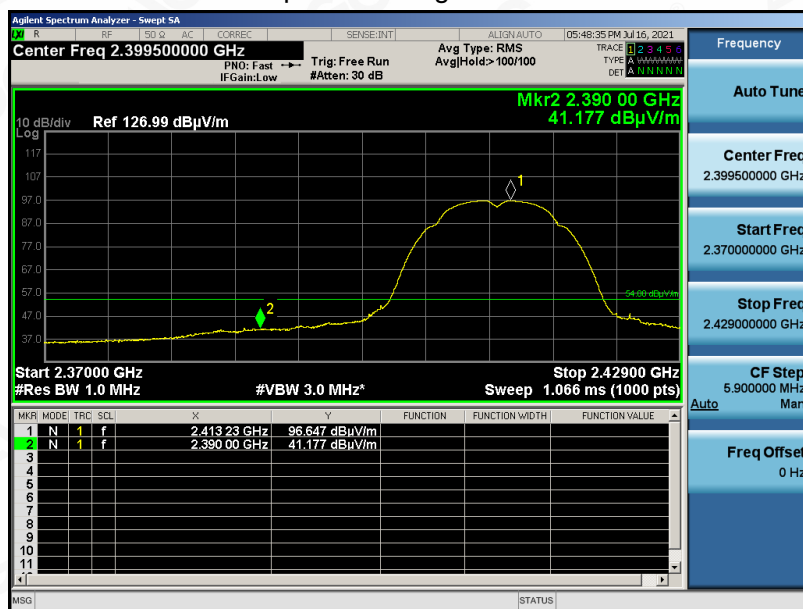 Agilent Spectrum Analyzer - Swept SA
LXI R RF 50 Ω AC CORREC SENSE:INT ALIGN AUTO 05:48:35 PM Jul 16, 2021
Center Freq 2.399500000 GHz
PNO: Fast
IFGain:Low
Trig: Free Run
#Atten: 30 dB
Avg Type: RMS
Avg|Hold:>100/100
TRACE 1 2 3 4 5 6
TYPE A WWWWW
DET A N N N N N
Mkr2 2.390 00 GHz
41.177 dBµV/m
10 dB/div Ref 126.99 dBµV/m
Log
117
107
97.0
87.0
77.0
67.0
57.0
47.0
37.0
1
2
54.00 dBµV/m
Start 2.37000 GHz Stop 2.42900 GHz
#Res BW 1.0 MHz #VBW 3.0 MHz* Sweep 1.066 ms (1000 pts)
MKR MODE TRC SCL X Y FUNCTION FUNCTION WIDTH FUNCTION VALUE
1 N 1 f 2.413 23 GHz 96.647 dBµV/m
2 N 1 f 2.390 00 GHz 41.177 dBµV/m
3
4
5
6
7
8
9
10
11
MSG STATUS
Frequency
Auto Tune
Center Freq
2.399500000 GHz
Start Freq
2.370000000 GHz
Stop Freq
2.429000000 GHz
CF Step
5.900000 MHz
Auto Man
Freq Offset
0 Hz